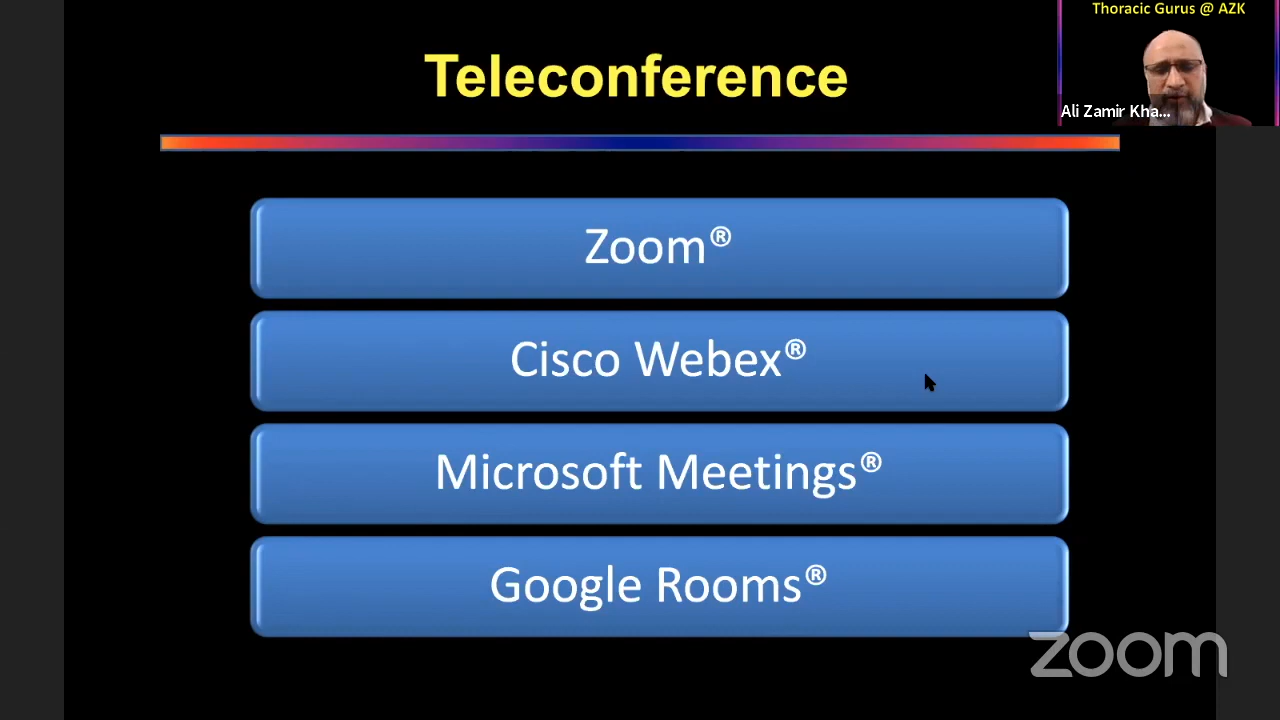 Thoracic Gurus @ AZK
Teleconference
Ali Zamir Kha...
Zoom®
Cisco Webex®
Microsoft Meetings®
Google Rooms®
zoom